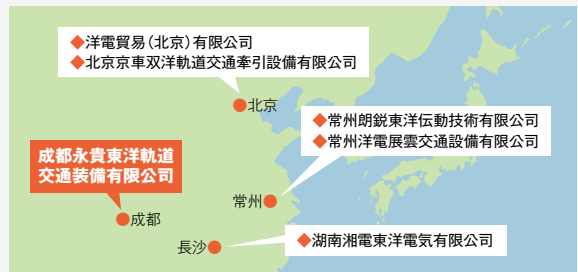 ◆洋電貿易(北京)有限公司
◆北京京車双洋軌道交通牽引設備有限公司
北京
◆常州朗鋭東洋伝動技術有限公司
◆常州洋電展雲交通設備有限公司
成都永貴東洋軌道
交通装備有限公司
常州
成都
長沙
◆湖南湘電東洋電気有限公司